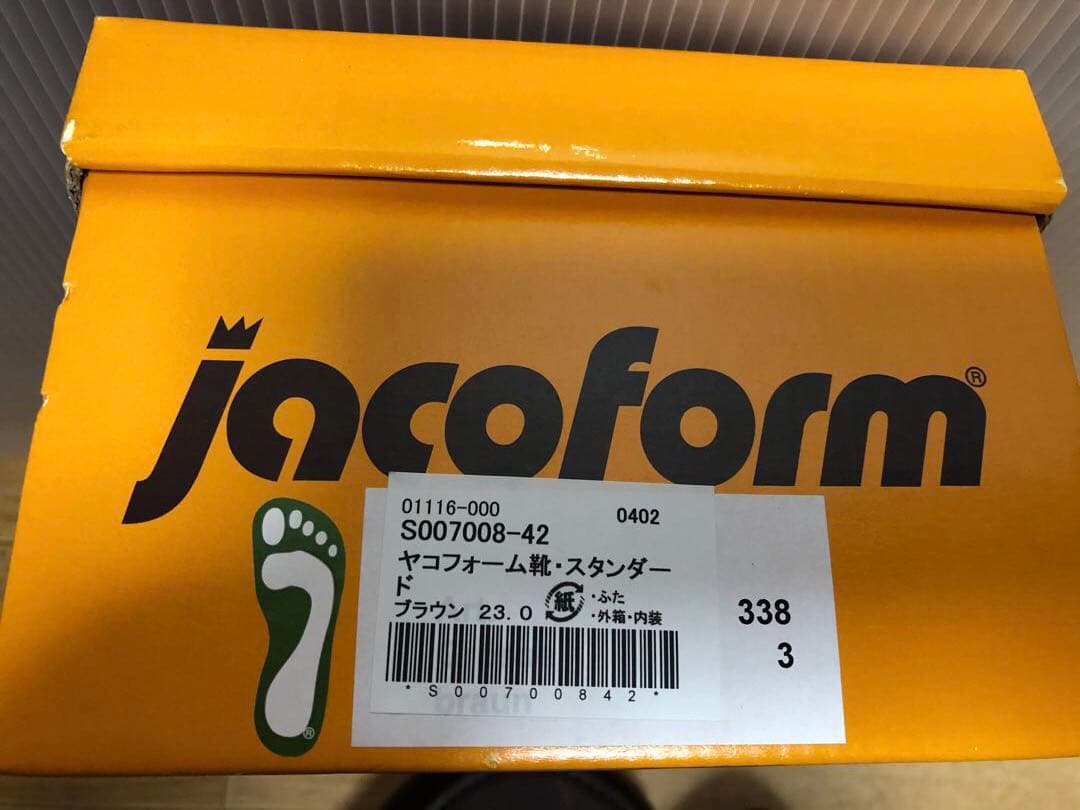 jacoform®
01116-000 0402
S007008-42
ヤコフォーム靴・スタンダー
ド
ブラウン 23.0 紙 ・ふた
・外箱・内装
338
3
*S00700842*
braun
®